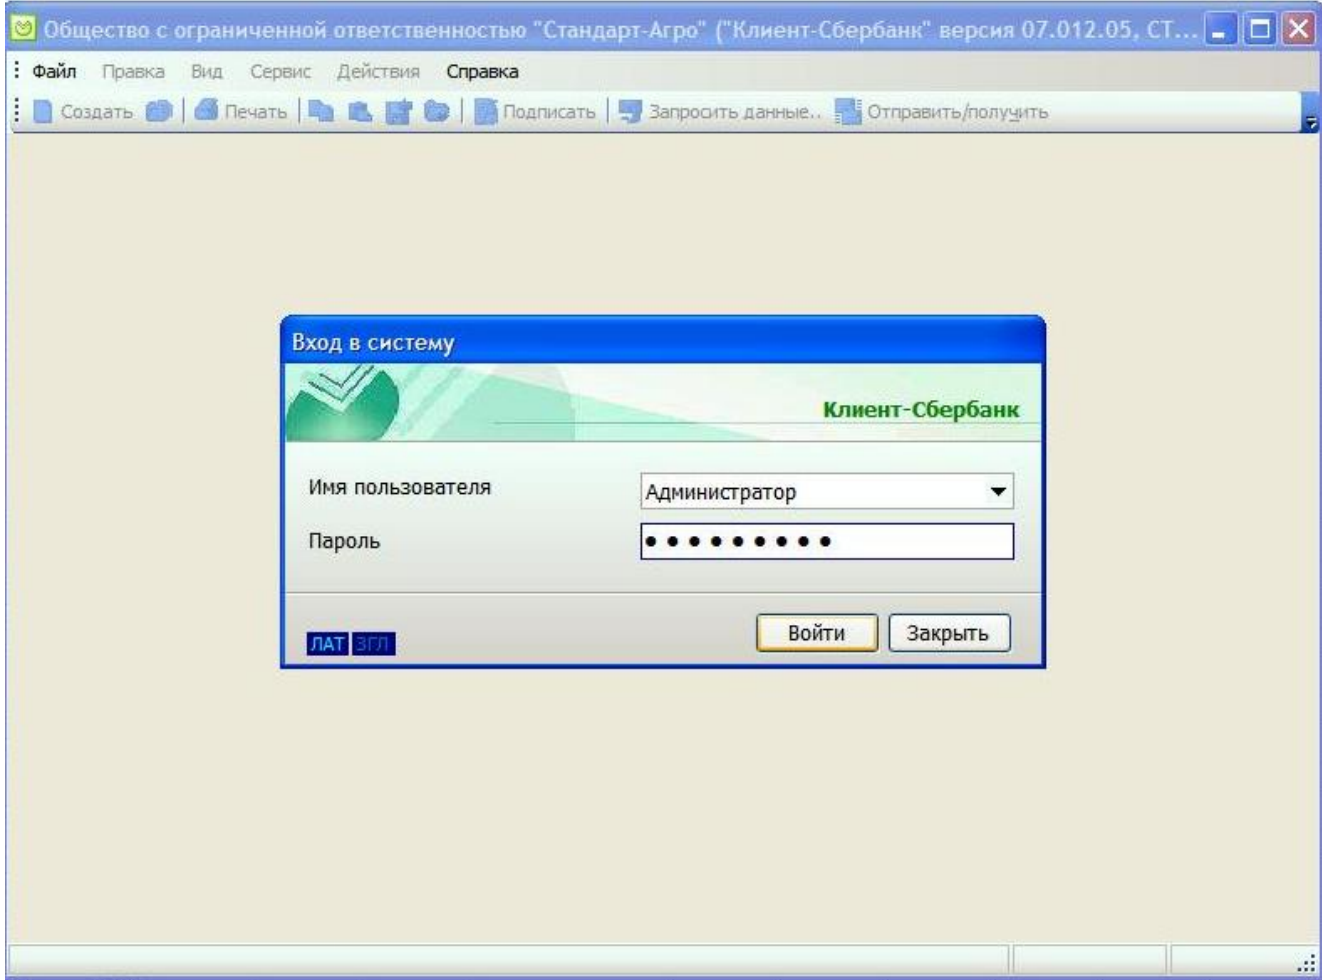 Общество с ограниченной ответственностью "Стандарт-Агро" ("Клиент-Сбербанк" версия 07.012.05, СТ...
Файл Правка Вид Сервис Действия Справка
Создать Печать Подписать Запросить данные.. Отправить/получить
Вход в систему
Клиент-Сбербанк
Имя пользователя Администратор
Пароль
ЛАТ ЗГЛ Войти Закрыть